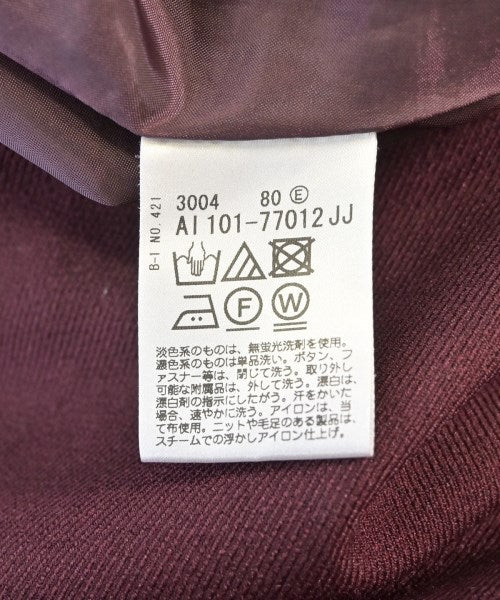 B-I NO.421
3004 80 Ⓔ
AI101-77012JJ
F W
淡色系のものは、無蛍光洗剤を使用。
濃色系のものは単品洗い。ボタン、フ
ァスナー等は、閉じて洗う。取り外し
可能な附属品は、外して洗う。漂白は、
漂白剤の指示にしたがう。汗をかいた
場合、速やかに洗う。アイロンは、当
て布使用。ニットや毛足のある製品は、
スチームでの浮かしアイロン仕上げ。